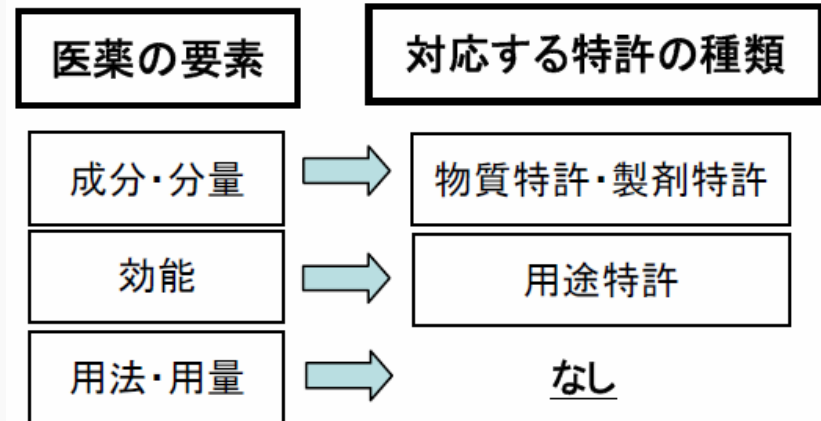 医薬の要素
対応する特許の種類
成分・分量
物質特許・製剤特許
効能
用途特許
用法・用量
なし